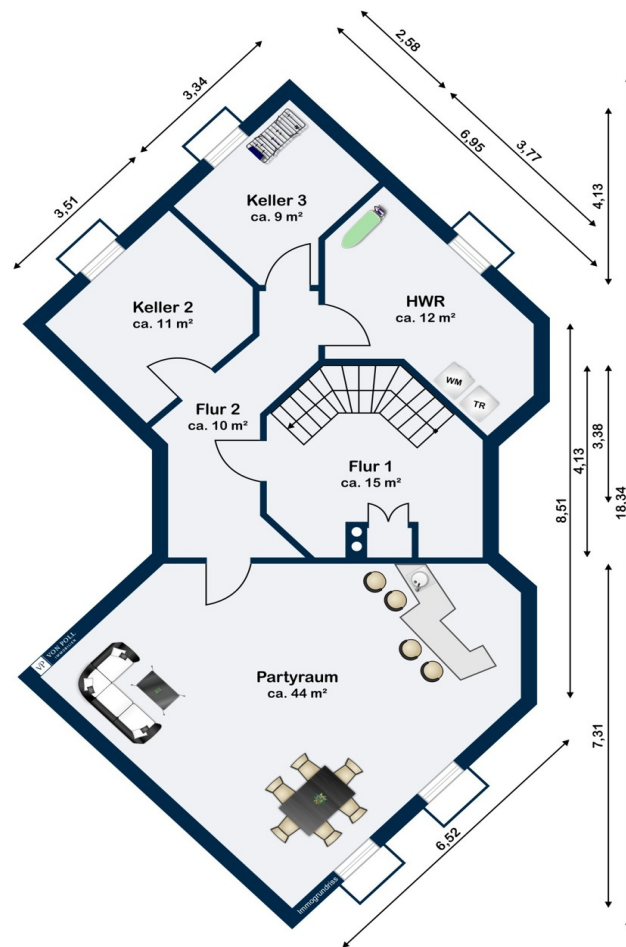 2,58
3,34
6,95
3,77
4,13
3,51
Keller 3
ca. 9 m²
Keller 2
ca. 11 m²
HWR
ca. 12 m²
WM
TR
Flur 2
ca. 10 m²
Flur 1
ca. 15 m²
3,38
4,13
8,51
18.34
VP VON POLL
IMMOBILIEN
Partyraum
ca. 44 m²
7,31
6,52
Immogrundriss